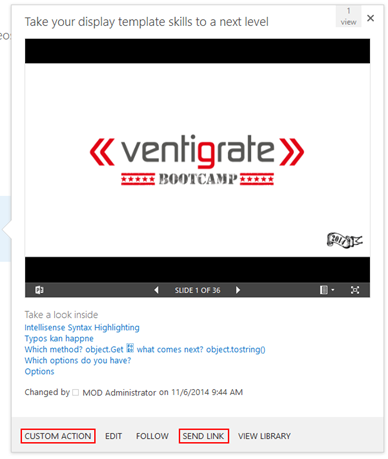 Take your display template skills to a next level
1
view
ventigrate
BOOTCAMP
SLIDE 1 OF 36
Take a look inside
Intellisense Syntax Highlighting
Typos kan happne
Which method? object.Get what comes next? object.tostring()
Which options do you have?
Options
Changed by MOD Administrator on 11/6/2014 9:44 AM
CUSTOM ACTION EDIT FOLLOW SEND LINK VIEW LIBRARY